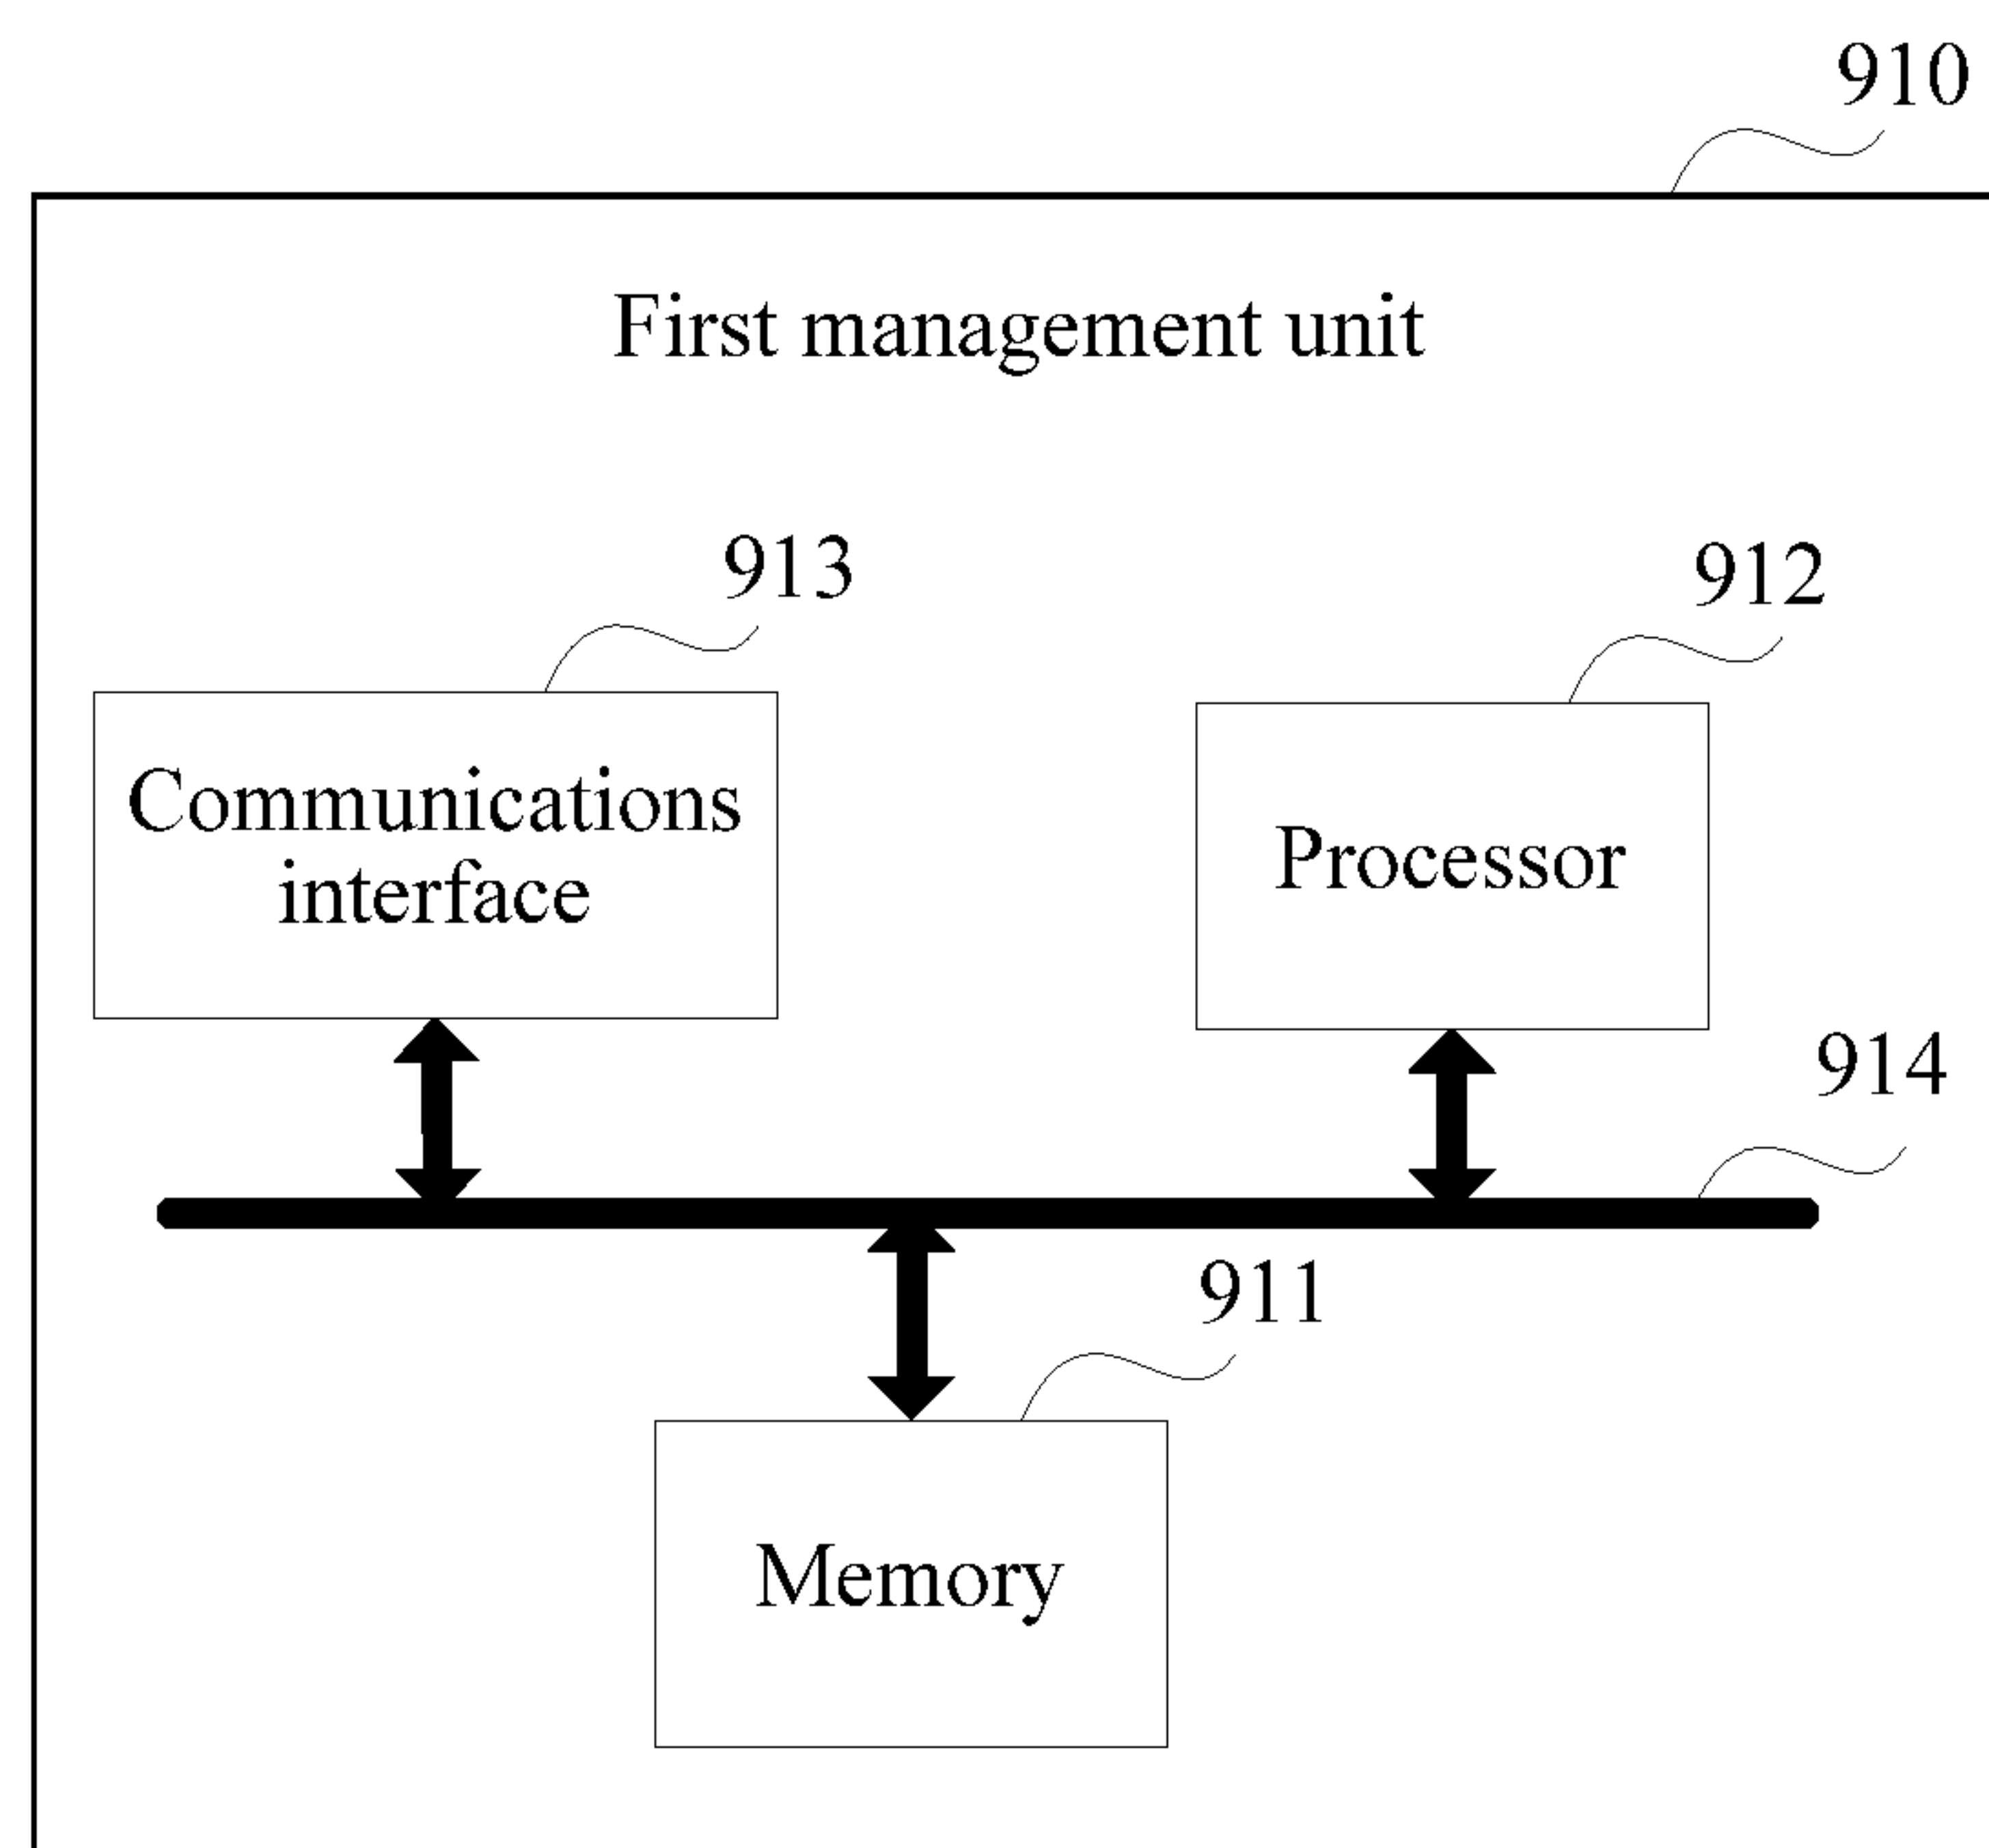 910
First management unit
913
912
Communications
interface
Processor
914
911
Memory